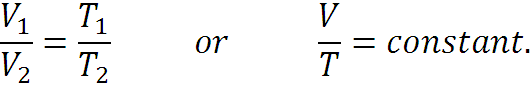 V₁/V₂ = T₁/T₂ or V/T = constant.